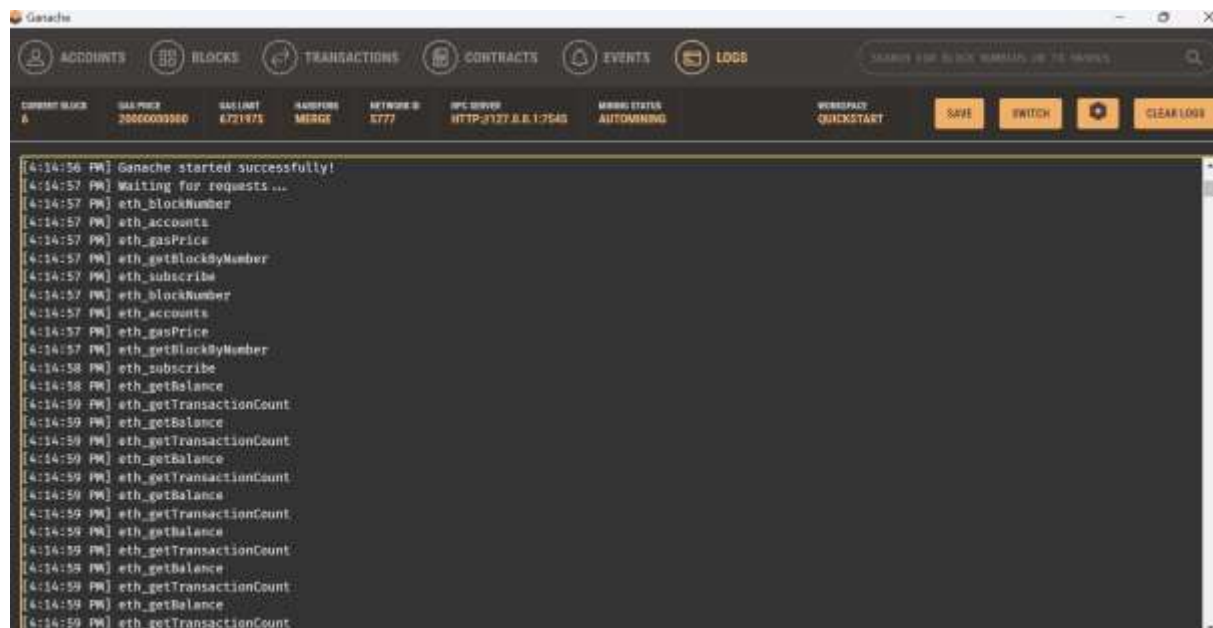 Ganache
ACCOUNTS BLOCKS TRANSACTIONS CONTRACTS EVENTS LOGS SEARCH FOR BLOCK NUMBERS OR TX HASHES
CURRENT BLOCK GAS PRICE GAS LIMIT HARDFORK NETWORK ID RPC SERVER MINING STATUS WORKSPACE
20000000000 6721975 MERGE 5777 HTTP://127.0.0.1:7545 AUTOMINING QUICKSTART SAVE SWITCH CLEAR LOGS
[4:14:56 PM] Ganache started successfully!
[4:14:57 PM] Waiting for requests...
[4:14:57 PM] eth_blockNumber
[4:14:57 PM] eth_accounts
[4:14:57 PM] eth_gasPrice
[4:14:57 PM] eth_getBlockByNumber
[4:14:57 PM] eth_subscribe
[4:14:57 PM] eth_blockNumber
[4:14:57 PM] eth_accounts
[4:14:57 PM] eth_gasPrice
[4:14:57 PM] eth_getBlockByNumber
[4:14:58 PM] eth_subscribe
[4:14:58 PM] eth_getBalance
[4:14:59 PM] eth_getTransactionCount
[4:14:59 PM] eth_getBalance
[4:14:59 PM] eth_getTransactionCount
[4:14:59 PM] eth_getBalance
[4:14:59 PM] eth_getTransactionCount
[4:14:59 PM] eth_getBalance
[4:14:59 PM] eth_getTransactionCount
[4:14:59 PM] eth_getBalance
[4:14:59 PM] eth_getTransactionCount
[4:14:59 PM] eth_getBalance
[4:14:59 PM] eth_getTransactionCount
[4:14:59 PM] eth_getBalance
[4:14:59 PM] eth_getTransactionCount